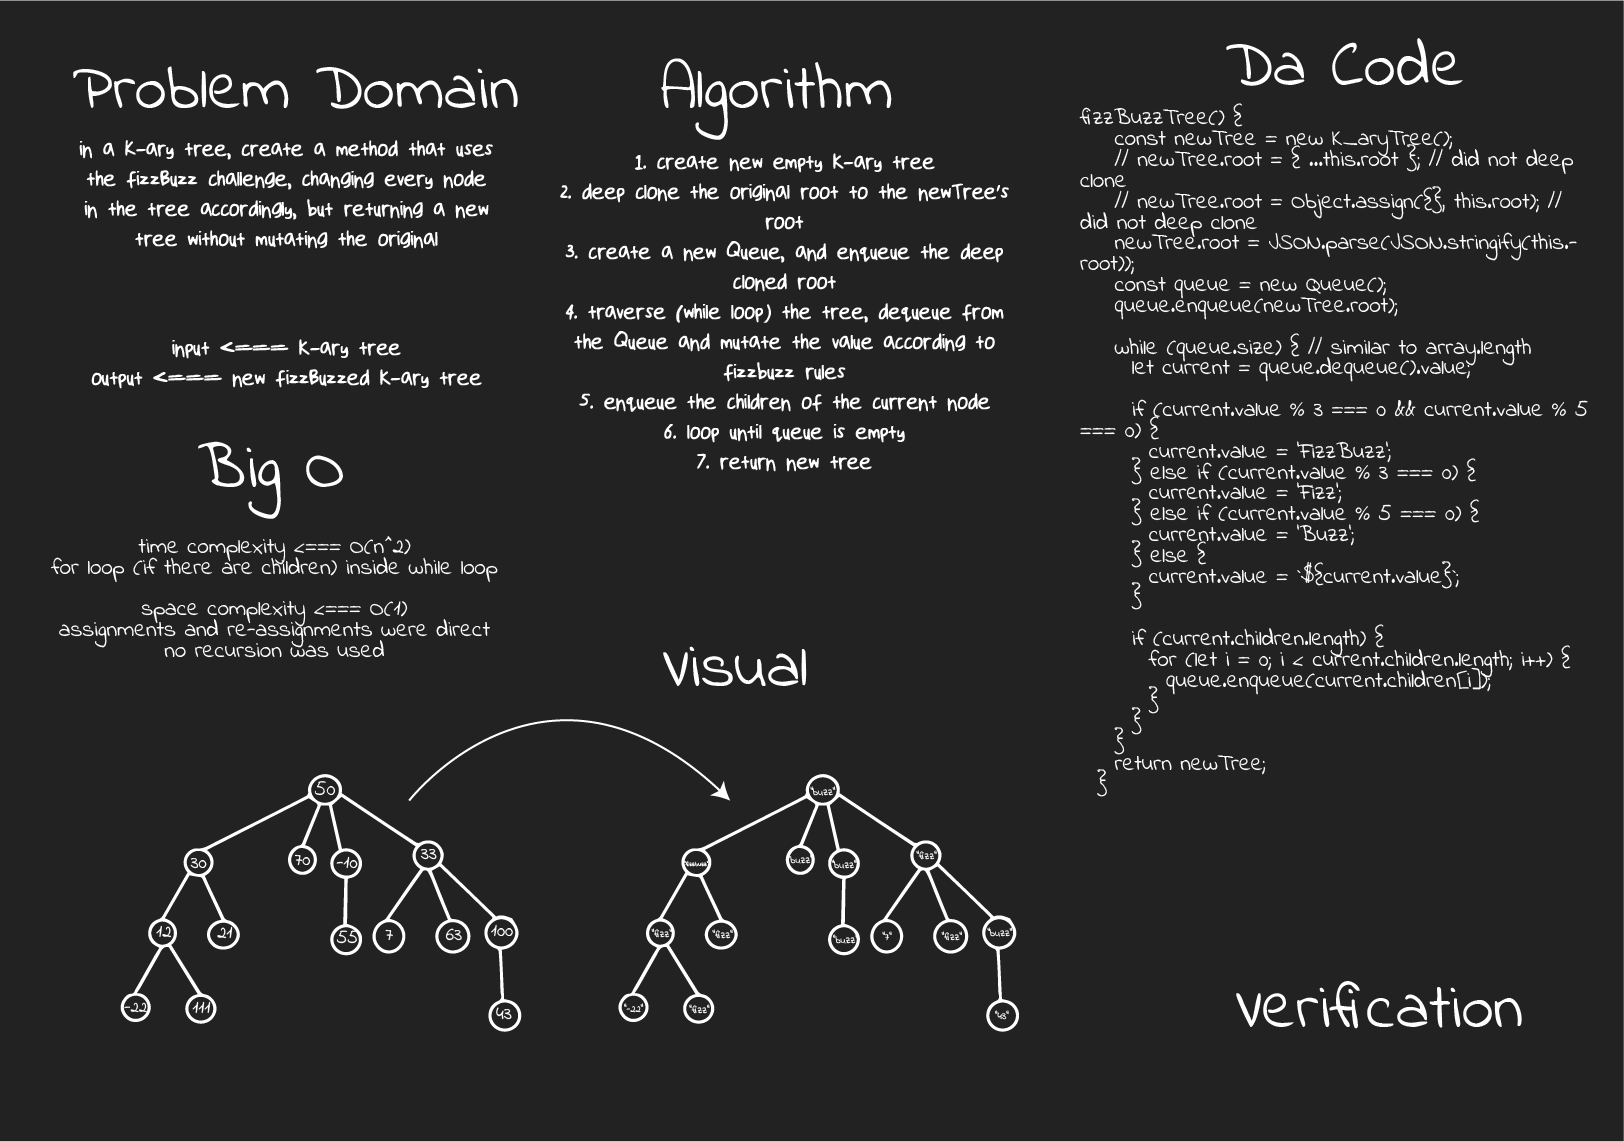 Problem Domain
in a K-ary tree, create a method that uses
the fizzBuzz challenge, changing every node
in the tree accordingly, but returning a new
tree without mutating the original
input <=== K-ary tree
output <=== new fizzBuzzed K-ary tree
Big O
time complexity <=== O(n^2)
for loop (if there are children) inside while loop
space complexity <=== O(1)
assignments and re-assignments were direct
no recursion was used
Algorithm
1. create new empty K-ary tree
2. deep clone the original root to the newTree's
root
3. create a new Queue, and enqueue the deep
cloned root
4. traverse (while loop) the tree, dequeue from
the Queue and mutate the value according to
fizzbuzz rules
5. enqueue the children of the current node
6. loop until queue is empty
7. return new tree
Da Code
fizzBuzzTree() {
const newTree = new K_aryTree();
// newTree.root = { ...this.root }; // did not deep
clone
// newTree.root = Object.assign({}, this.root); //
did not deep clone
newTree.root = JSON.parse(JSON.stringify(this.-
root));
const queue = new Queue();
queue.enqueue(newTree.root);
while (queue.size) { // similar to array.length
let current = queue.dequeue().value;
if (current.value % 3 === 0 && current.value % 5
=== 0) {
current.value = 'FizzBuzz';
} else if (current.value % 3 === 0) {
current.value = 'Fizz';
} else if (current.value % 5 === 0) {
current.value = 'Buzz';
} else {
current.value = `${current.value}`;
}
if (current.children.length) {
for (let i = 0; i < current.children.length; i++) {
queue.enqueue(current.children[i]);
}
}
}
return newTree;
}
Visual
50
30
70
-10
33
12
21
55
7
63
100
-22
111
43
"buzz"
"buzz
"buzz"
"fizz"
"fizz"
"fizz"
"buzz
"7"
"fizz"
"buzz"
"-22"
"fizz"
"43"
verification